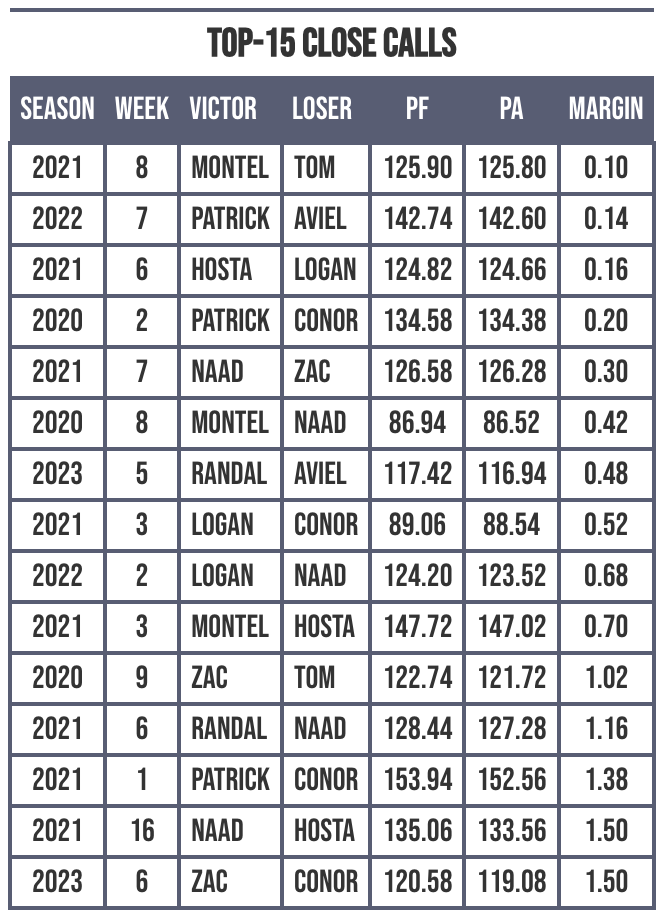 TOP-15 CLOSE CALLS
SEASON WEEK VICTOR LOSER PF PA MARGIN
2021 8 MONTEL TOM 125.90 125.80 0.10
2022 7 PATRICK AVIEL 142.74 142.60 0.14
2021 6 HOSTA LOGAN 124.82 124.66 0.16
2020 2 PATRICK CONOR 134.58 134.38 0.20
2021 7 NAAD ZAC 126.58 126.28 0.30
2020 8 MONTEL NAAD 86.94 86.52 0.42
2023 5 RANDAL AVIEL 117.42 116.94 0.48
2021 3 LOGAN CONOR 89.06 88.54 0.52
2022 2 LOGAN NAAD 124.20 123.52 0.68
2021 3 MONTEL HOSTA 147.72 147.02 0.70
2020 9 ZAC TOM 122.74 121.72 1.02
2021 6 RANDAL NAAD 128.44 127.28 1.16
2021 1 PATRICK CONOR 153.94 152.56 1.38
2021 16 NAAD HOSTA 135.06 133.56 1.50
2023 6 ZAC CONOR 120.58 119.08 1.50